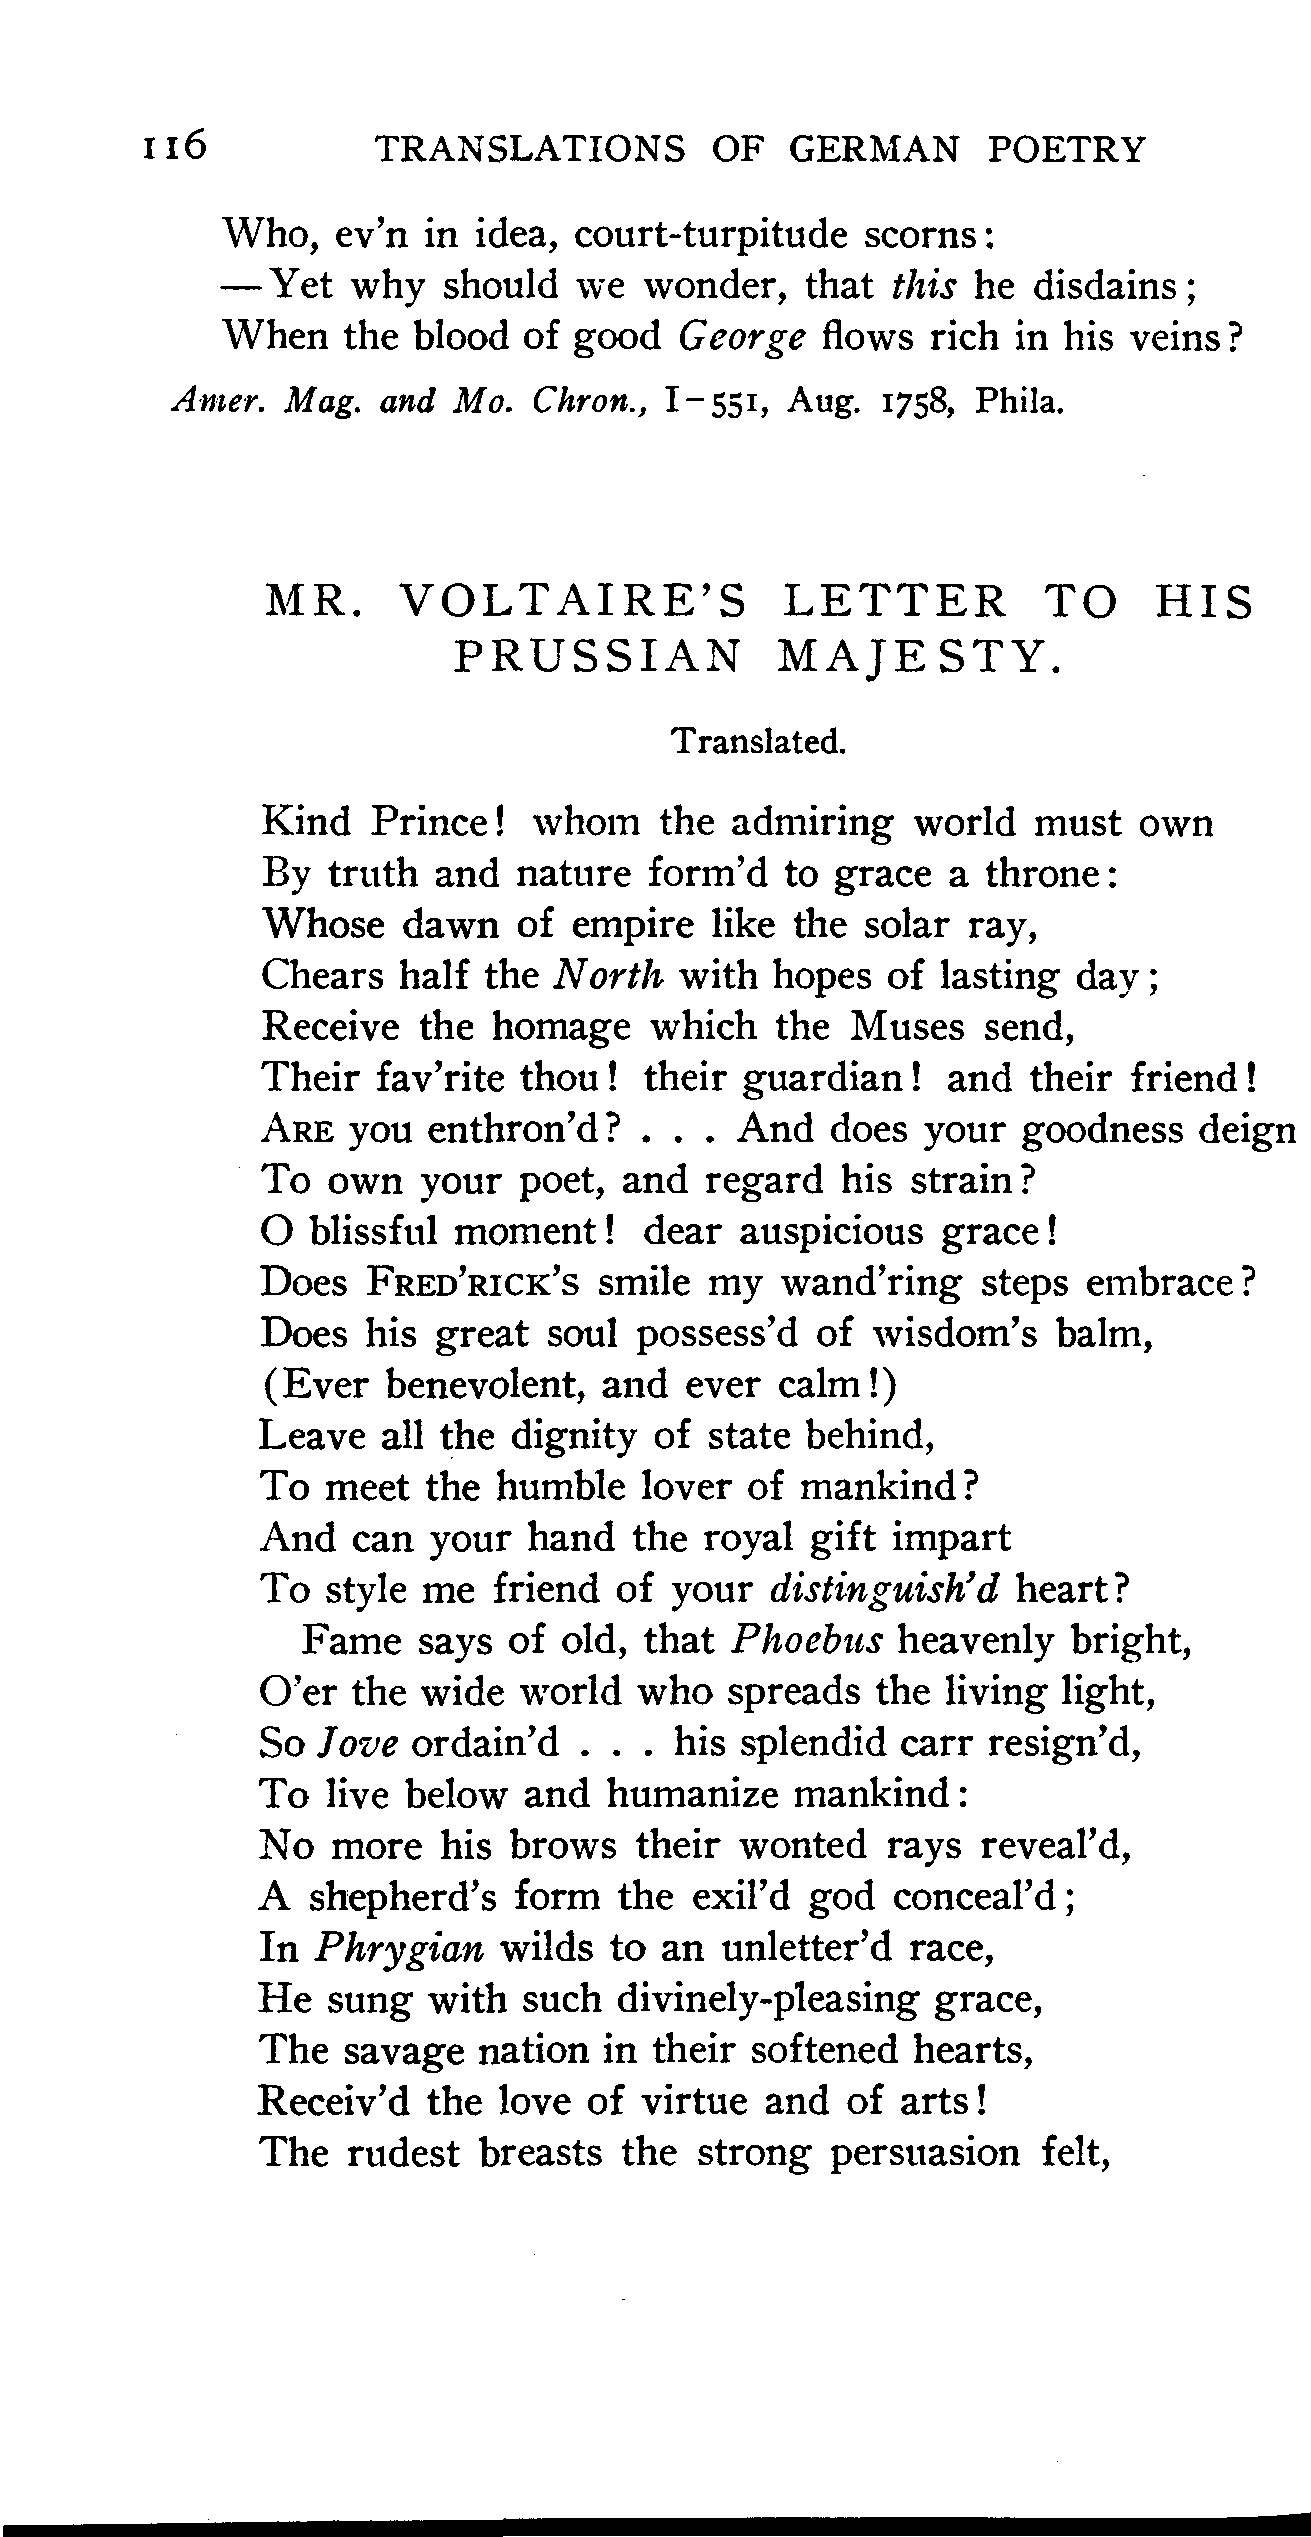 116 TRANSLATIONS OF GERMAN POETRY
Who, ev'n in idea, court-turpitude scorns:
— Yet why should we wonder, that this he disdains;
When the blood of good George flows rich in his veins?
Amer. Mag. and Mo. Chron., I-551, Aug. 1758, Phila.
MR. VOLTAIRE'S LETTER TO HIS
PRUSSIAN MAJESTY.
Translated.
Kind Prince! whom the admiring world must own
By truth and nature form'd to grace a throne:
Whose dawn of empire like the solar ray,
Chears half the North with hopes of lasting day;
Receive the homage which the Muses send,
Their fav'rite thou! their guardian! and their friend!
ARE you enthron'd? . . . And does your goodness deign
To own your poet, and regard his strain?
O blissful moment! dear auspicious grace!
Does FRED'RICK'S smile my wand'ring steps embrace?
Does his great soul possess'd of wisdom's balm,
(Ever benevolent, and ever calm!)
Leave all the dignity of state behind,
To meet the humble lover of mankind?
And can your hand the royal gift impart
To style me friend of your distinguish'd heart?
Fame says of old, that Phoebus heavenly bright,
O'er the wide world who spreads the living light,
So Jove ordain'd . . . his splendid carr resign'd,
To live below and humanize mankind:
No more his brows their wonted rays reveal'd,
A shepherd's form the exil'd god conceal'd;
In Phrygian wilds to an unletter'd race,
He sung with such divinely-pleasing grace,
The savage nation in their softened hearts,
Receiv'd the love of virtue and of arts!
The rudest breasts the strong persuasion felt,